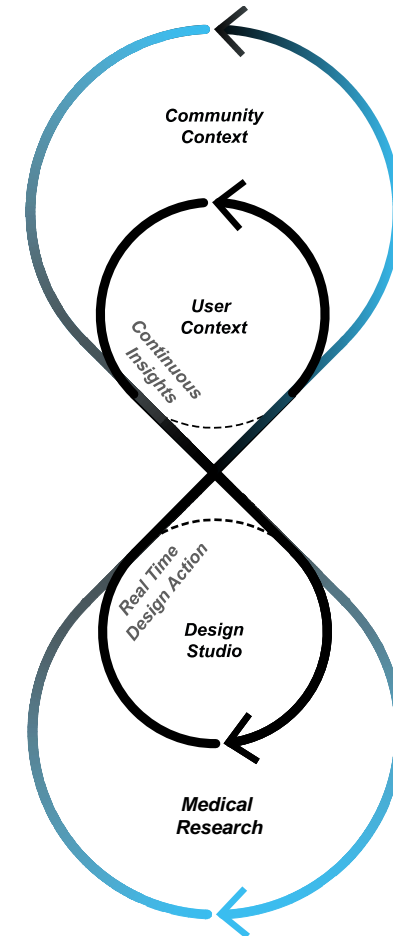 Community
Context
User
Context
Continuous
Insights
Real Time
Design Action
Design
Studio
Medical
Research